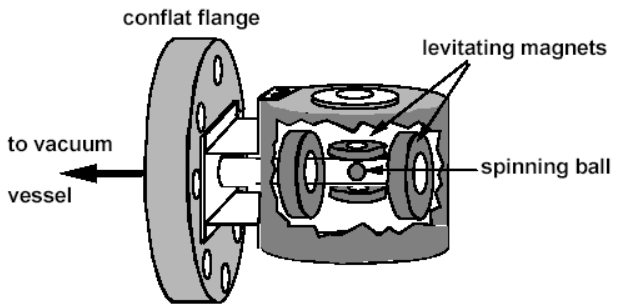 conflat flange
levitating magnets
to vacuum
vessel
spinning ball